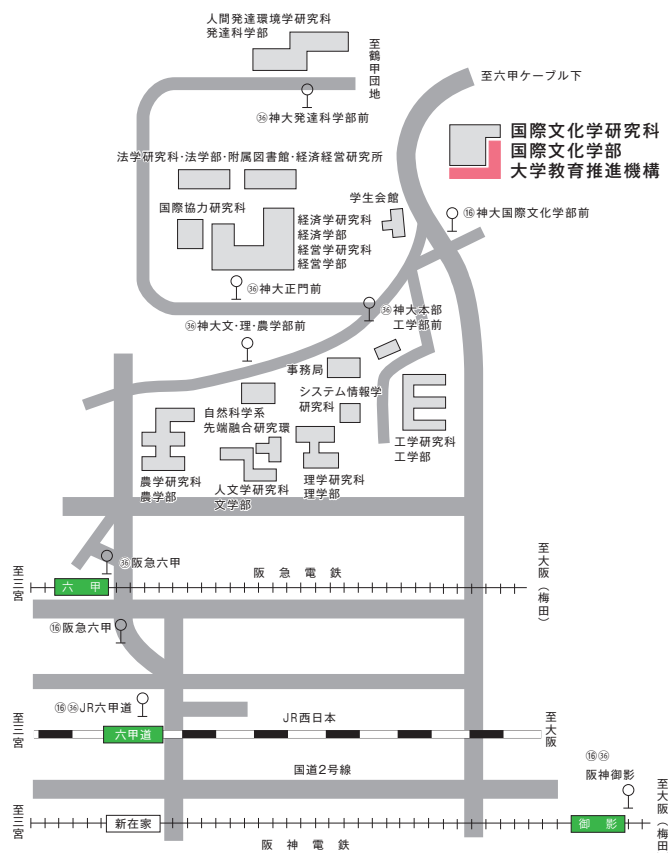 人間発達環境学研究科
発達科学部
至鶴甲団地
至六甲ケーブル下
㊱神大発達科学部前
国際文化学研究科
国際文化学部
大学教育推進機構
法学研究科・法学部・附属図書館・経済経営研究所
学生会館
国際協力研究科
経済学研究科
経済学部
経営学研究科
経営学部
⑯神大国際文化学部前
㊱神大正門前
㊱神大本部
工学部前
㊱神大文・理・農学部前
事務局
システム情報学
研究科
自然科学系
先端融合研究環
工学研究科
工学部
農学研究科
農学部
人文学研究科
文学部
理学研究科
理学部
㊱阪急六甲
至三宮
六甲
阪急電鉄
至大阪(梅田)
⑯阪急六甲
⑯㊱JR六甲道
至三宮
六甲道
JR西日本
至大阪
国道2号線
⑯㊱
阪神御影
至三宮
新在家
阪神電鉄
御影
至大阪(梅田